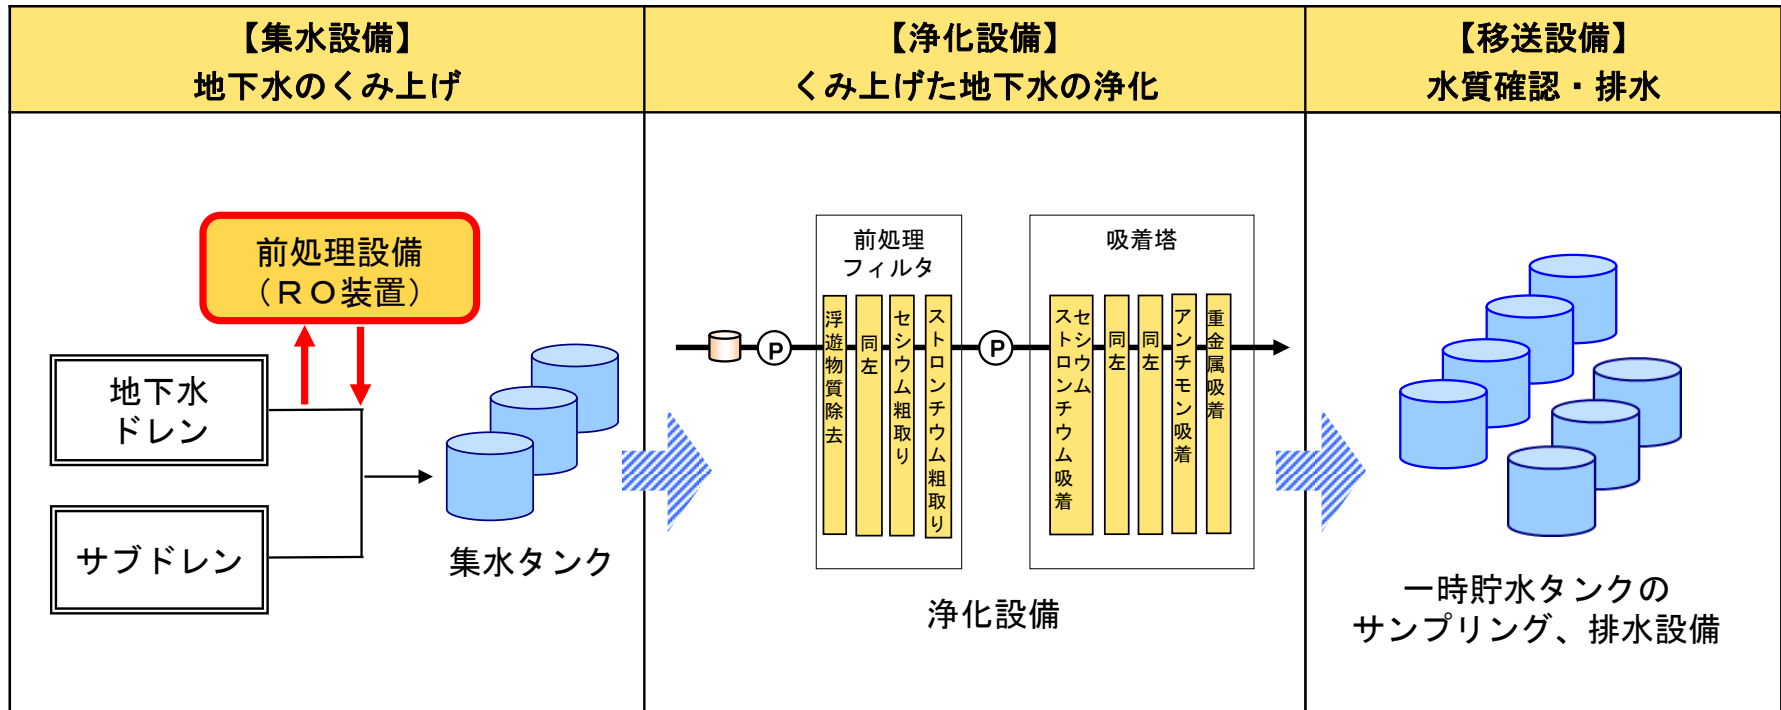 【集水設備】
地下水のくみ上げ
【浄化設備】
くみ上げた地下水の浄化
【移送設備】
水質確認・排水
前処理設備
（ＲＯ装置）
地下水
ドレン
サブドレン
集水タンク
前処理
フィルタ
浮遊物質除去
同左
セシウム粗取り
ストロンチウム粗取り
吸着塔
セシウム
ストロンチウム吸着
同左
同左
アンチモン吸着
重金属吸着
P
P
浄化設備
一時貯水タンクの
サンプリング、排水設備